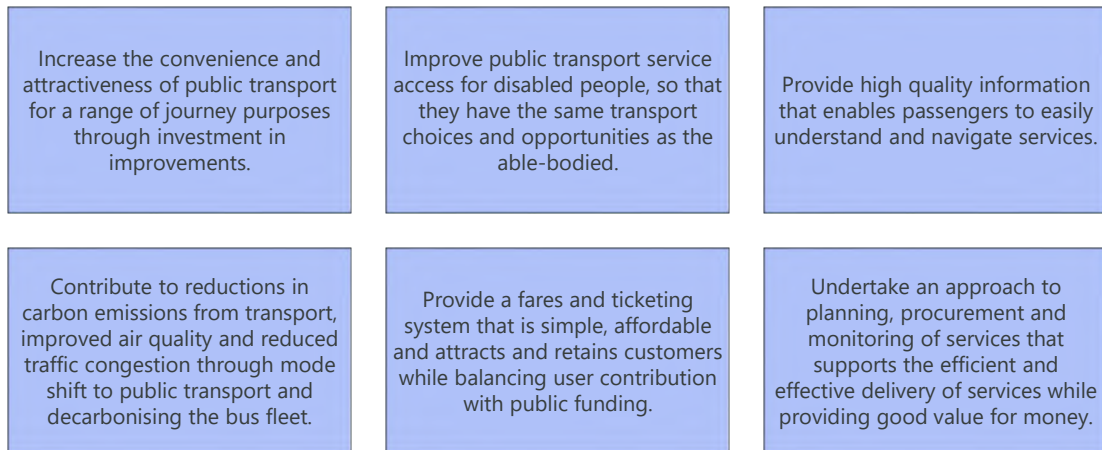 Increase the convenience and
attractiveness of public transport
for a range of journey purposes
through investment in
improvements.
Improve public transport service
access for disabled people, so that
they have the same transport
choices and opportunities as the
able-bodied.
Provide high quality information
that enables passengers to easily
understand and navigate services.
Contribute to reductions in
carbon emissions from transport,
improved air quality and reduced
traffic congestion through mode
shift to public transport and
decarbonising the bus fleet.
Provide a fares and ticketing
system that is simple, affordable
and attracts and retains customers
while balancing user contribution
with public funding.
Undertake an approach to
planning, procurement and
monitoring of services that
supports the efficient and
effective delivery of services while
providing good value for money.